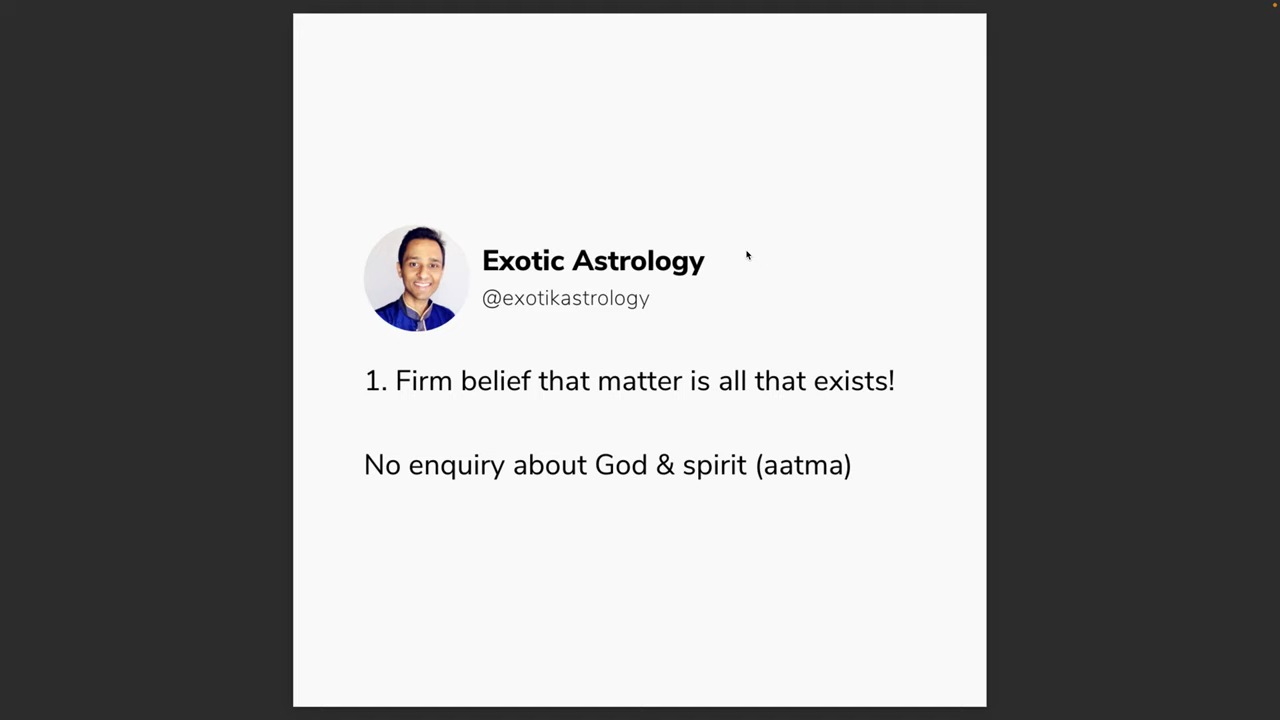 Exotic Astrology
@exotikastrology
1. Firm belief that matter is all that exists!
No enquiry about God & spirit (aatma)